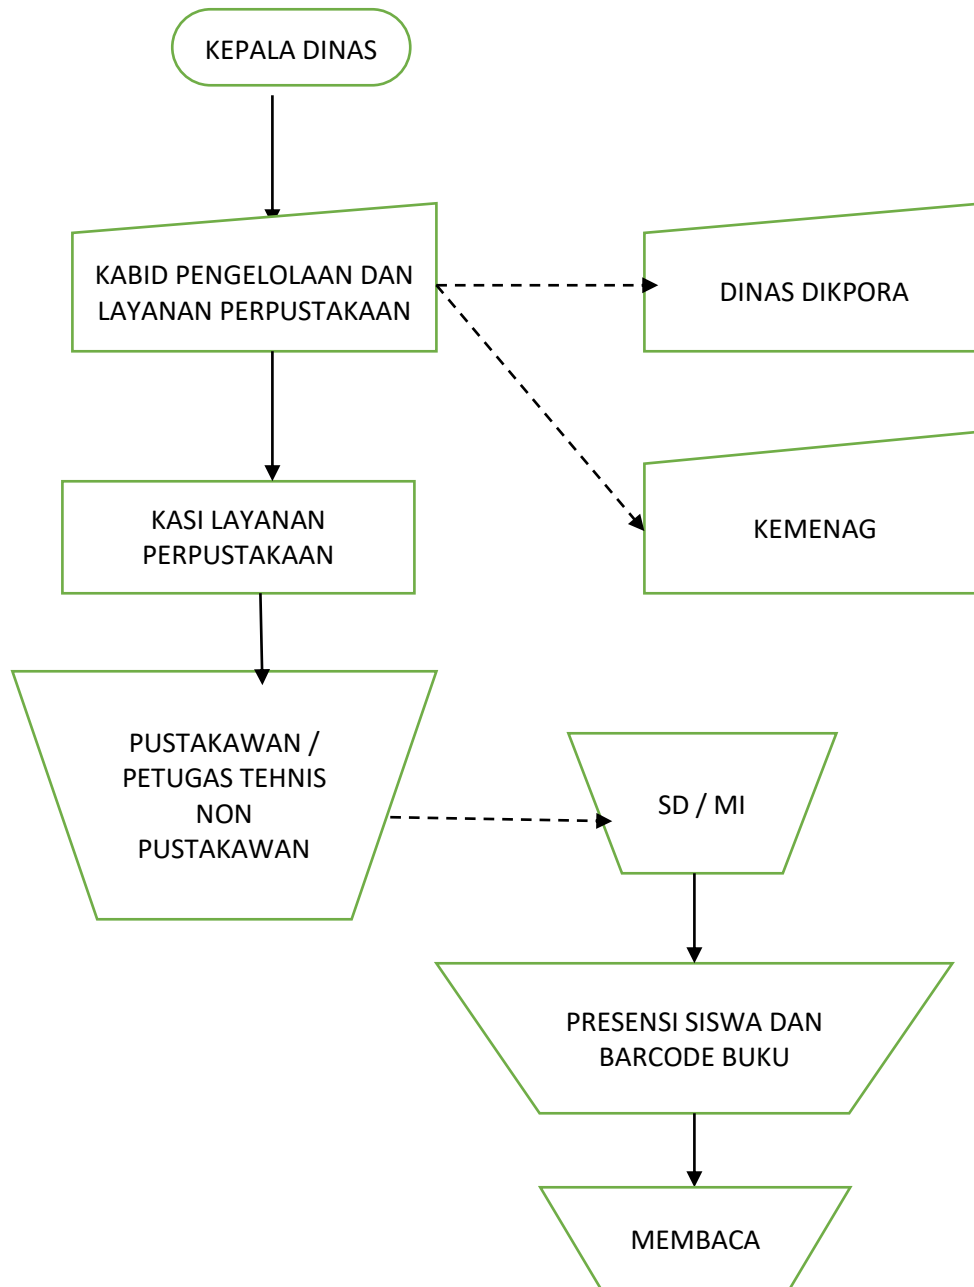 KEPALA DINAS
KABID PENGELOLAAN DAN
LAYANAN PERPUSTAKAAN
DINAS DIKPORA
KASI LAYANAN
PERPUSTAKAAN
KEMENAG
PUSTAKAWAN /
PETUGAS TEHNIS
NON
PUSTAKAWAN
SD / MI
PRESENSI SISWA DAN
BARCODE BUKU
MEMBACA